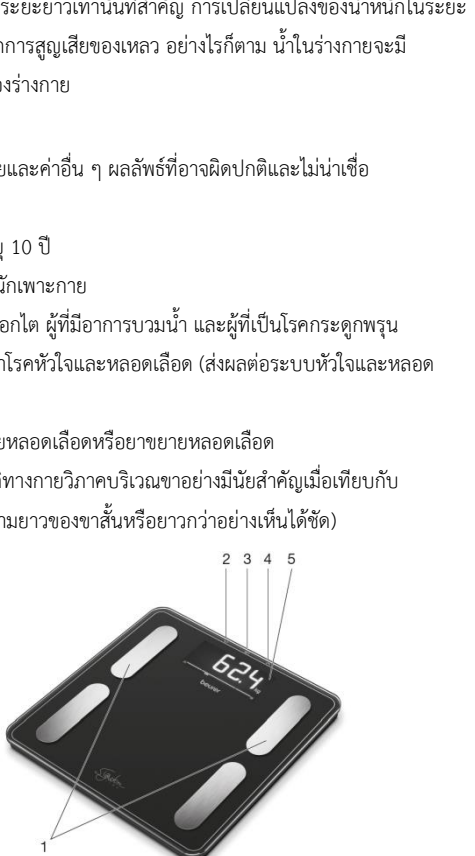 ระยะยาวเท่านั้นที่สำคัญ การเปลี่ยนแปลงของน้ำหนักในระยะ
การสูญเสียของเหลว อย่างไรก็ตาม น้ำในร่างกายจะมี
องร่างกาย
ยและค่าอื่น ๆ ผลลัพธ์ที่อาจผิดปกติและไม่น่าเชื่อ
ยุ 10 ปี
นักเพาะกาย
อกไต ผู้ที่มีอาการบวมน้ำ และผู้ที่เป็นโรคกระดูกพรุน
าโรคหัวใจและหลอดเลือด (ส่งผลต่อระบบหัวใจและหลอด
ยหลอดเลือดหรือยาขยายหลอดเลือด
ทางกายวิภาคบริเวณขาอย่างมีนัยสำคัญเมื่อเทียบกับ
ามยาวของขาสั้นหรือยาวกว่าอย่างเห็นได้ชัด)
2 3 4 5
62.4 kg
beurer
1